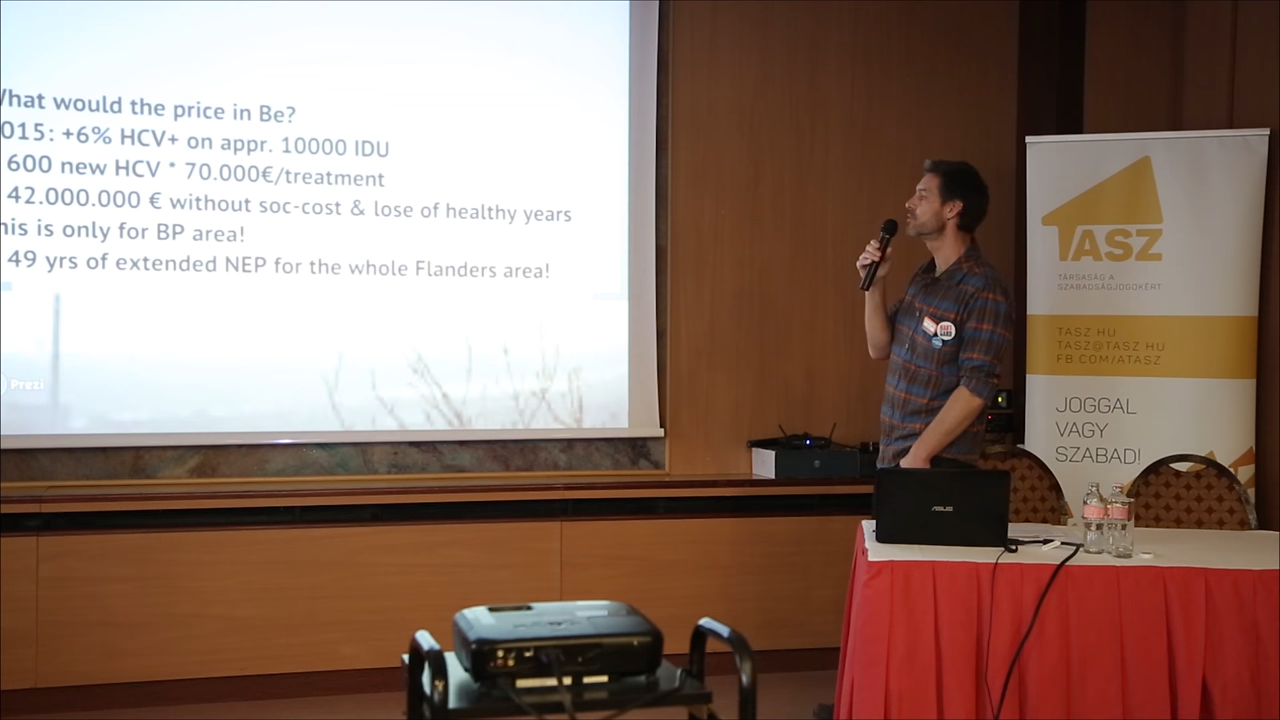 hat would the price in Be?
015: +6% HCV+ on appr. 10000 IDU
600 new HCV * 70.000€/treatment
42.000.000 € without soc-cost & lose of healthy years
his is only for BP area!
49 yrs of extended NEP for the whole Flanders area!
Prezi
TASZ
TÁRSASÁG A
SZABADSÁGJOGOKÉRT
TASZ.HU
TASZ@TASZ.HU
FB.COM/ATASZ
JOGGAL
VAGY
SZABAD!
ASUS